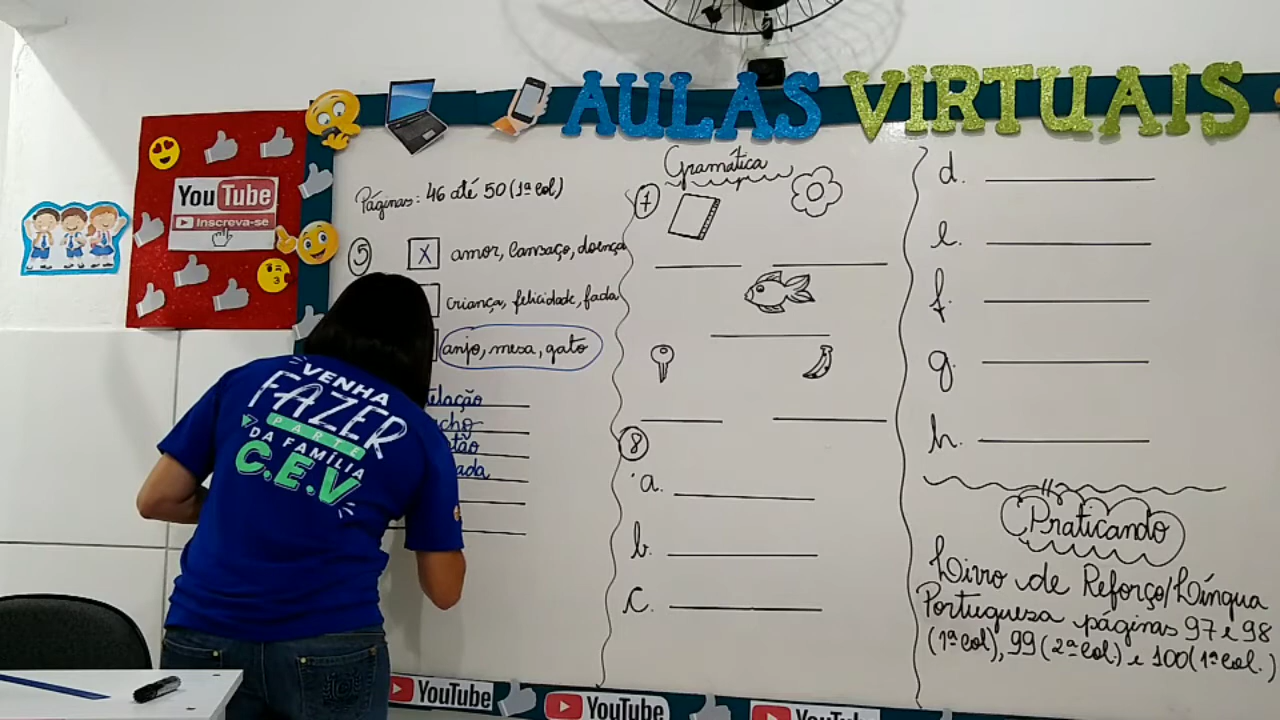 AULAS VIRTUAIS
YouTube
Inscreva-se
Páginas: 46 até 50 (1ª col)
5
X amor, cansaço, doença
criança, felicidade, fada
anjo, mesa, gato
VENHA
FAZER
PARTE
DA FAMÍLIA
C.E.V
Gramática
7
8
a.
b.
c.
d.
e.
f.
g.
h.
Praticando
Livro de Reforço/Língua
Portuguesa páginas 97 e 98
(1ª col), 99 (2ª col.) e 100 (1ª col.)
YouTube
YouTube
YouTube